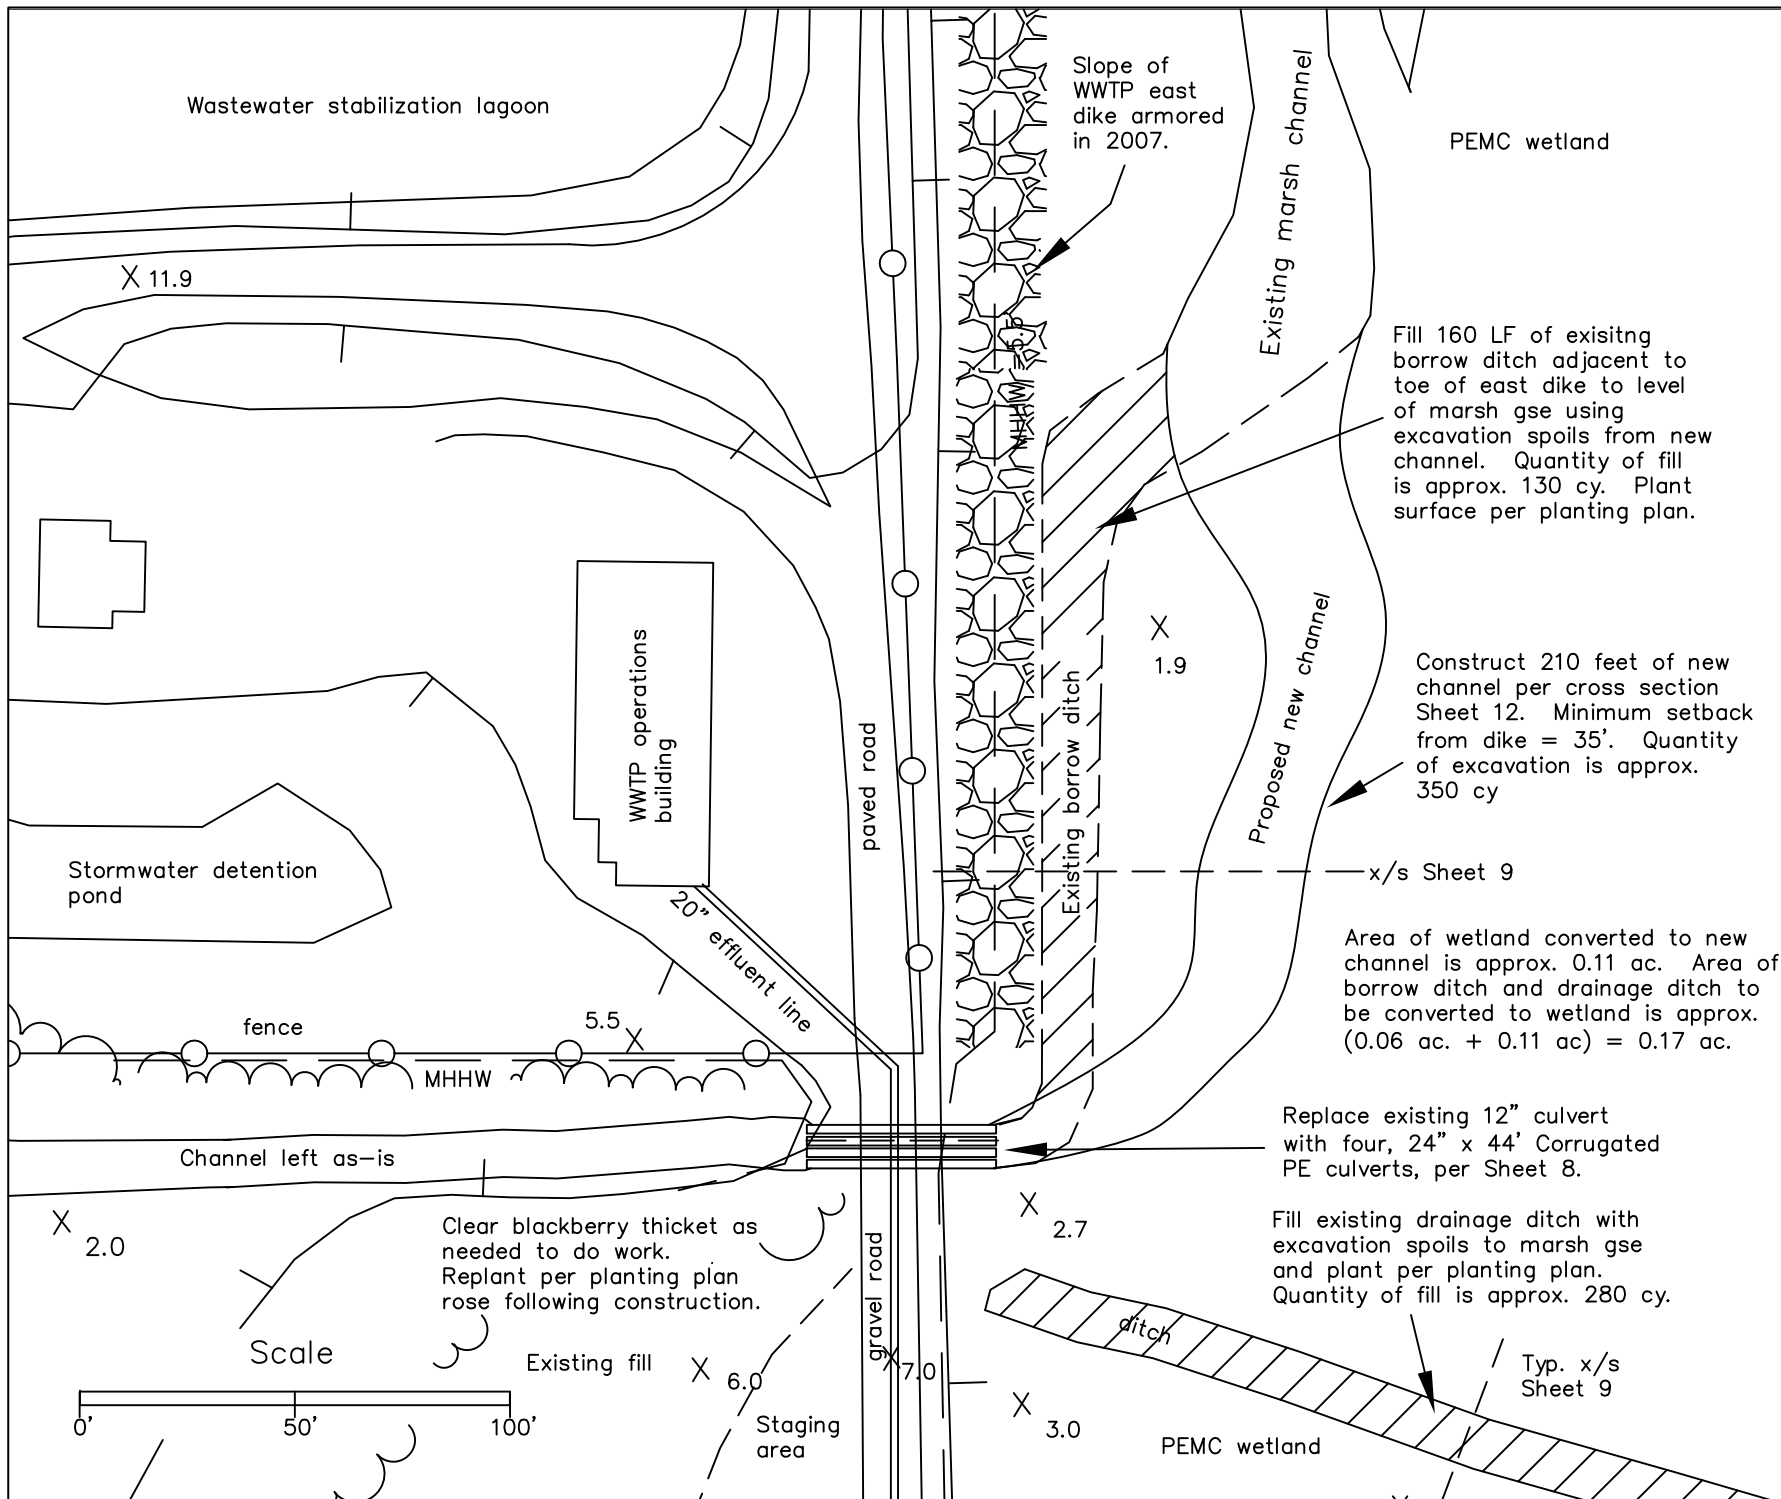 Wastewater stabilization lagoon
Slope of
WWTP east
dike armored
in 2007.
Existing marsh channel
PEMC wetland
X 11.9
MHHW = 5.5
Fill 160 LF of exisitng
borrow ditch adjacent to
toe of east dike to level
of marsh gse using
excavation spoils from new
channel. Quantity of fill
is approx. 130 cy. Plant
surface per planting plan.
X
1.9
WWTP operations
building
paved road
Existing borrow ditch
Proposed new channel
Construct 210 feet of new
channel per cross section
Sheet 12. Minimum setback
from dike = 35'. Quantity
of excavation is approx.
350 cy
Stormwater detention
pond
x/s Sheet 9
20" effluent line
Area of wetland converted to new
channel is approx. 0.11 ac. Area of
borrow ditch and drainage ditch to
be converted to wetland is approx.
(0.06 ac. + 0.11 ac) = 0.17 ac.
fence
5.5 X
MHHW
Replace existing 12" culvert
with four, 24" x 44' Corrugated
PE culverts, per Sheet 8.
Channel left as-is
X
2.0
Clear blackberry thicket as
needed to do work.
Replant per planting plan
rose following construction.
X
2.7
Fill existing drainage ditch with
excavation spoils to marsh gse
and plant per planting plan.
Quantity of fill is approx. 280 cy.
gravel road
ditch
Scale
0' 50' 100'
Existing fill
X 6.0
X 7.0
Typ. x/s
Sheet 9
Staging
area
X 3.0
PEMC wetland